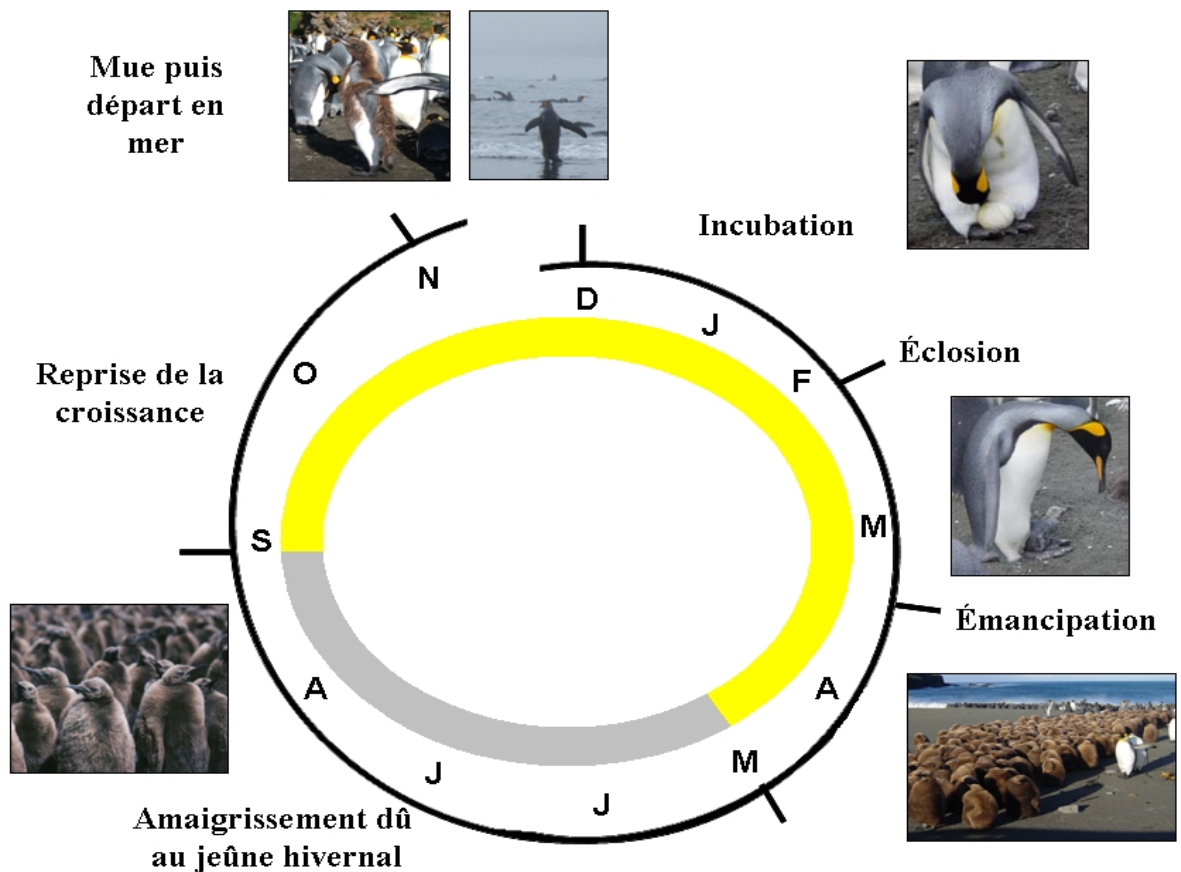 Mue puis
départ en
mer
Incubation
Éclosion
Émancipation
Reprise de la
croissance
Amaigrissement dû
au jeûne hivernal
N
D
J
F
M
A
M
J
J
A
S
O